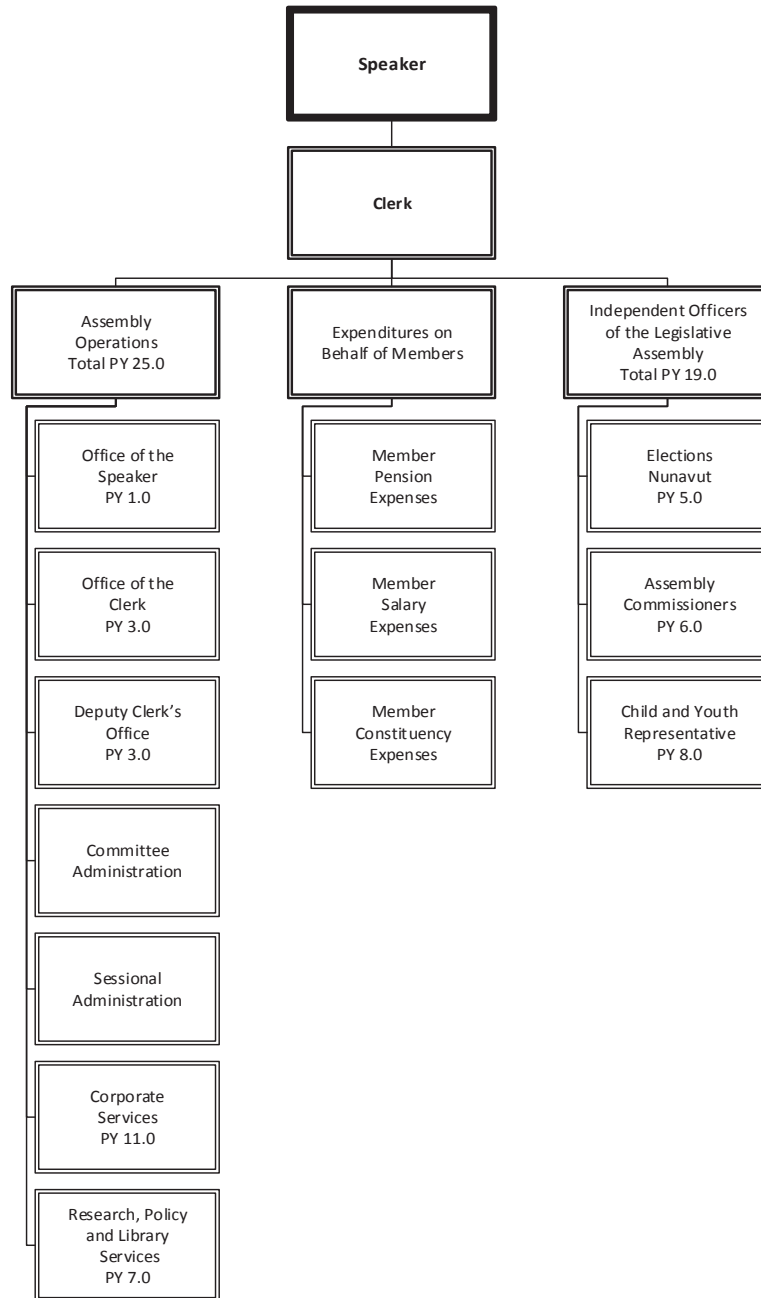 Speaker
Clerk
Assembly
Operations
Total PY 25.0
Expenditures on
Behalf of Members
Independent Officers
of the Legislative
Assembly
Total PY 19.0
Office of the
Speaker
PY 1.0
Member
Pension
Expenses
Elections
Nunavut
PY 5.0
Office of the
Clerk
PY 3.0
Member
Salary
Expenses
Assembly
Commissioners
PY 6.0
Deputy Clerk’s
Office
PY 3.0
Member
Constituency
Expenses
Child and Youth
Representative
PY 8.0
Committee
Administration
Sessional
Administration
Corporate
Services
PY 11.0
Research, Policy
and Library
Services
PY 7.0